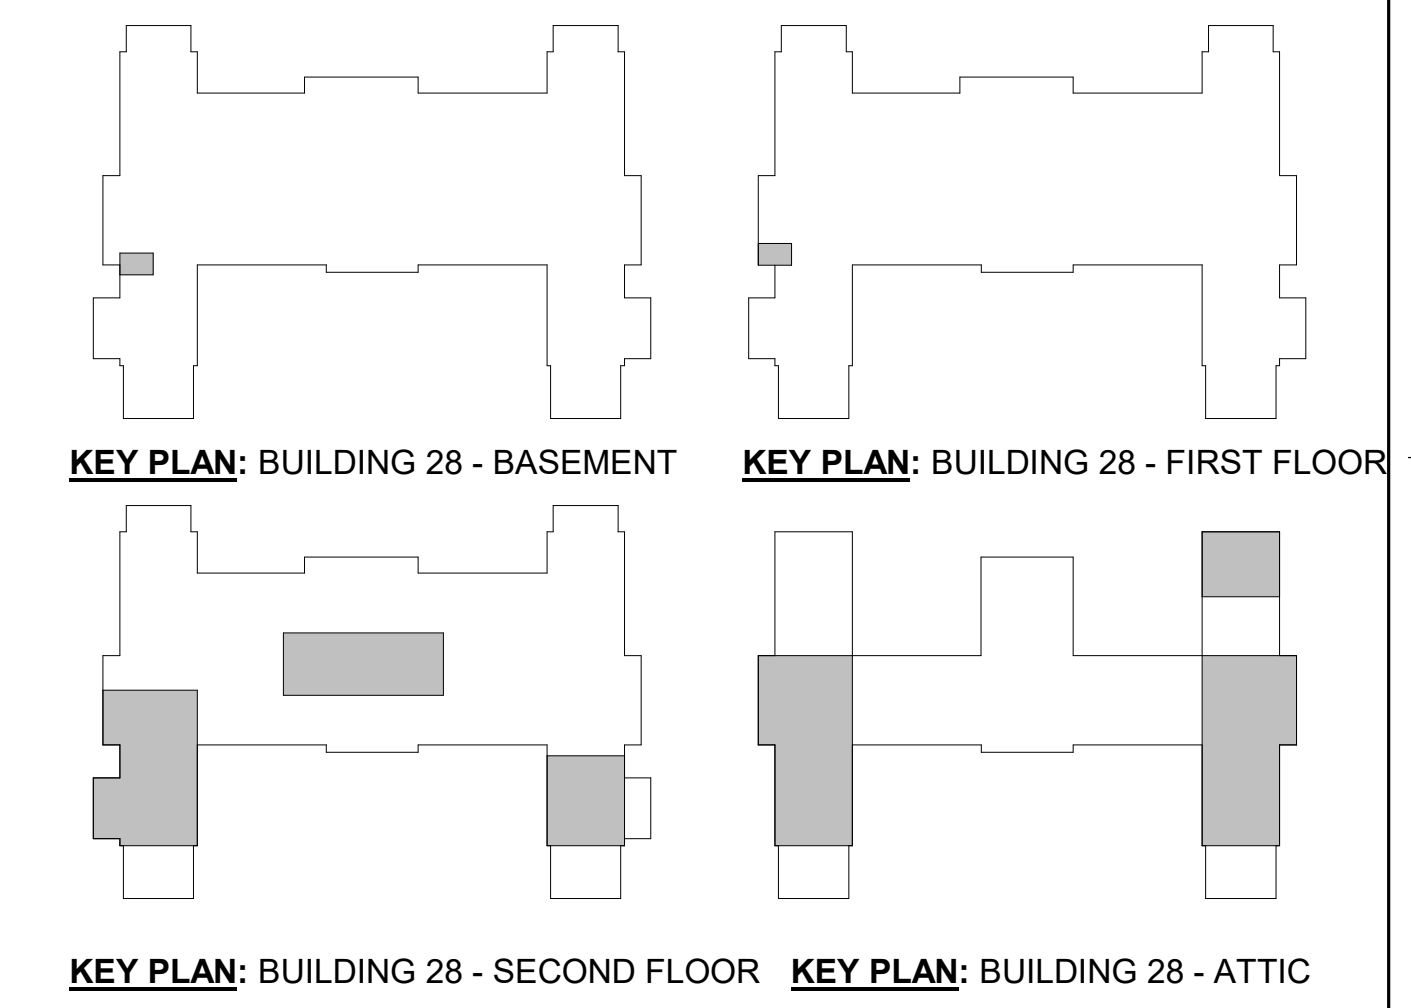 KEY PLAN: BUILDING 28 - BASEMENT
KEY PLAN: BUILDING 28 - FIRST FLOOR
KEY PLAN: BUILDING 28 - SECOND FLOOR
KEY PLAN: BUILDING 28 - ATTIC